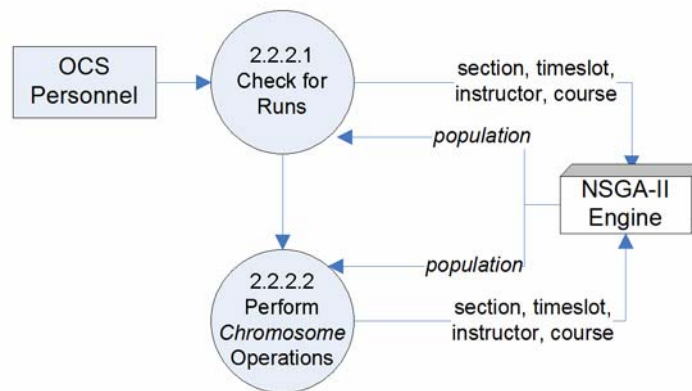 OCS
Personnel
2.2.2.1
Check for
Runs
section, timeslot,
instructor, course
population
NSGA-II
Engine
population
2.2.2.2
Perform
Chromosome
Operations
section, timeslot,
instructor, course